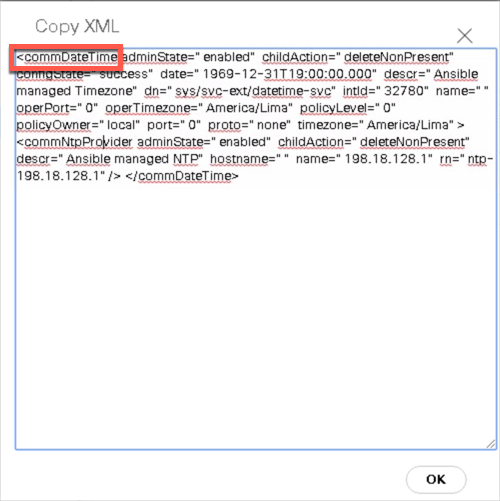 Copy XML
<commDateTime adminState="enabled" childAction="deleteNonPresent"
configState="success" date="1969-12-31T19:00:00.000" descr="Ansible
managed Timezone" dn="sys/svc-ext/datetime-svc" intId="32780" name=""
operPort="0" operTimezone="America/Lima" policyLevel="0"
policyOwner="local" port="0" proto="none" timezone="America/Lima" >
<commNtpProvider adminState="enabled" childAction="deleteNonPresent"
descr="Ansible managed NTP" hostname="" name="198.18.128.1" rn="ntp-
198.18.128.1" /> </commDateTime>
OK